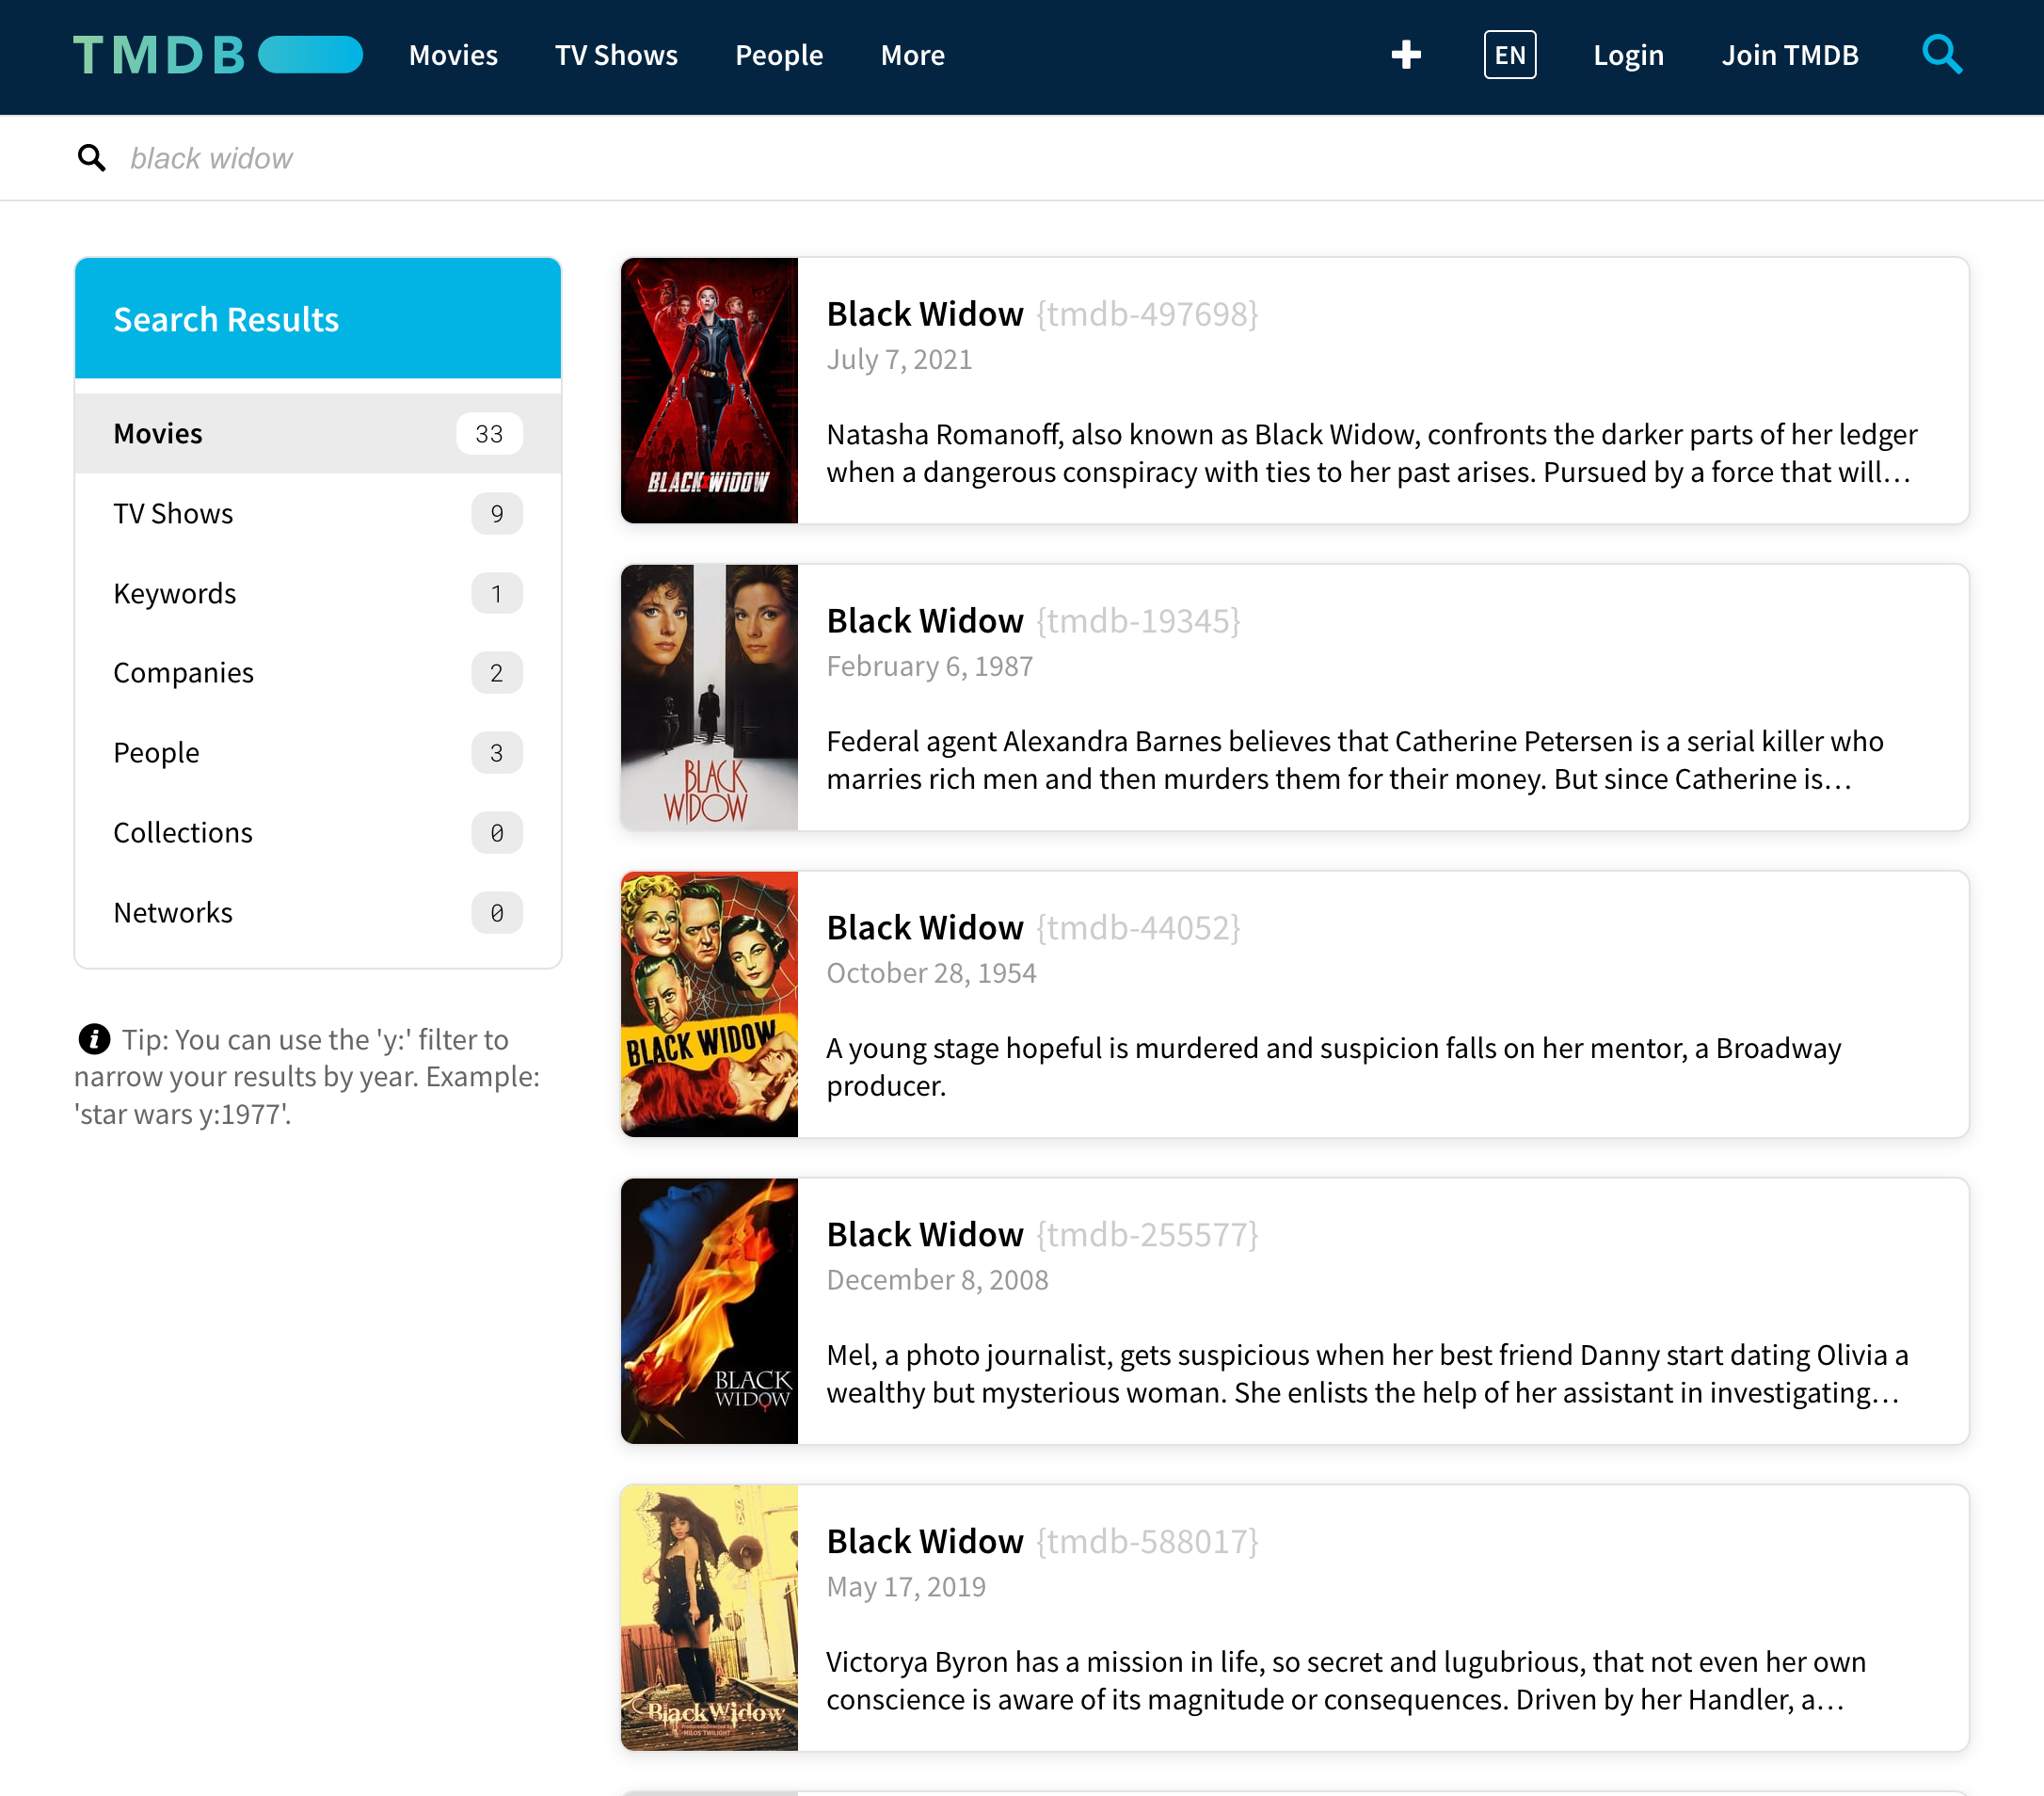 TMDB Movies TV Shows People More EN Login Join TMDB
black widow
Search Results
Movies 33
TV Shows 9
Keywords 1
Companies 2
People 3
Collections 0
Networks 0
Tip: You can use the 'y:' filter to
narrow your results by year. Example:
'star wars y:1977'.
BLACK WIDOW
Black Widow {tmdb-497698}
July 7, 2021
Natasha Romanoff, also known as Black Widow, confronts the darker parts of her ledger
when a dangerous conspiracy with ties to her past arises. Pursued by a force that will…
BLACK
WIDOW
Black Widow {tmdb-19345}
February 6, 1987
Federal agent Alexandra Barnes believes that Catherine Petersen is a serial killer who
marries rich men and then murders them for their money. But since Catherine is…
BLACK WIDOW
Black Widow {tmdb-44052}
October 28, 1954
A young stage hopeful is murdered and suspicion falls on her mentor, a Broadway
producer.
BLACK
WIDOW
Black Widow {tmdb-255577}
December 8, 2008
Mel, a photo journalist, gets suspicious when her best friend Danny start dating Olivia a
wealthy but mysterious woman. She enlists the help of her assistant in investigating…
Black Widow
MILOS TWILIGHT
Black Widow {tmdb-588017}
May 17, 2019
Victorya Byron has a mission in life, so secret and lugubrious, that not even her own
conscience is aware of its magnitude or consequences. Driven by her Handler, a…